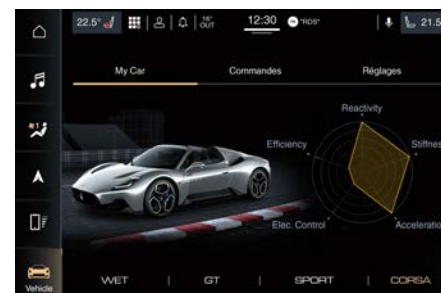 22.5°
16°
OUT
12:30
"RDS"
21.5
My Car
Commandes
Réglages
Reactivity
Efficiency
Stiffnes
Elec. Control
Acceleratio
WET | GT | SPORT | CORSA
Vehicle